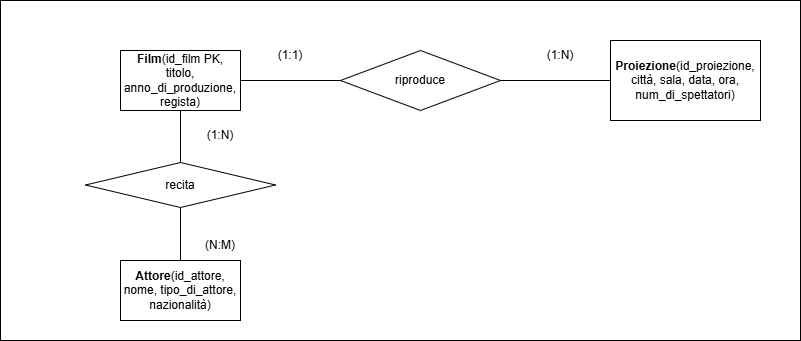 Film(id_film PK,
titolo,
anno_di_produzione,
regista)
(1:1)
riproduce
(1:N)
Proiezione(id_proiezione,
città, sala, data, ora,
num_di_spettatori)
(1:N)
recita
(N:M)
Attore(id_attore,
nome, tipo_di_attore,
nazionalità)